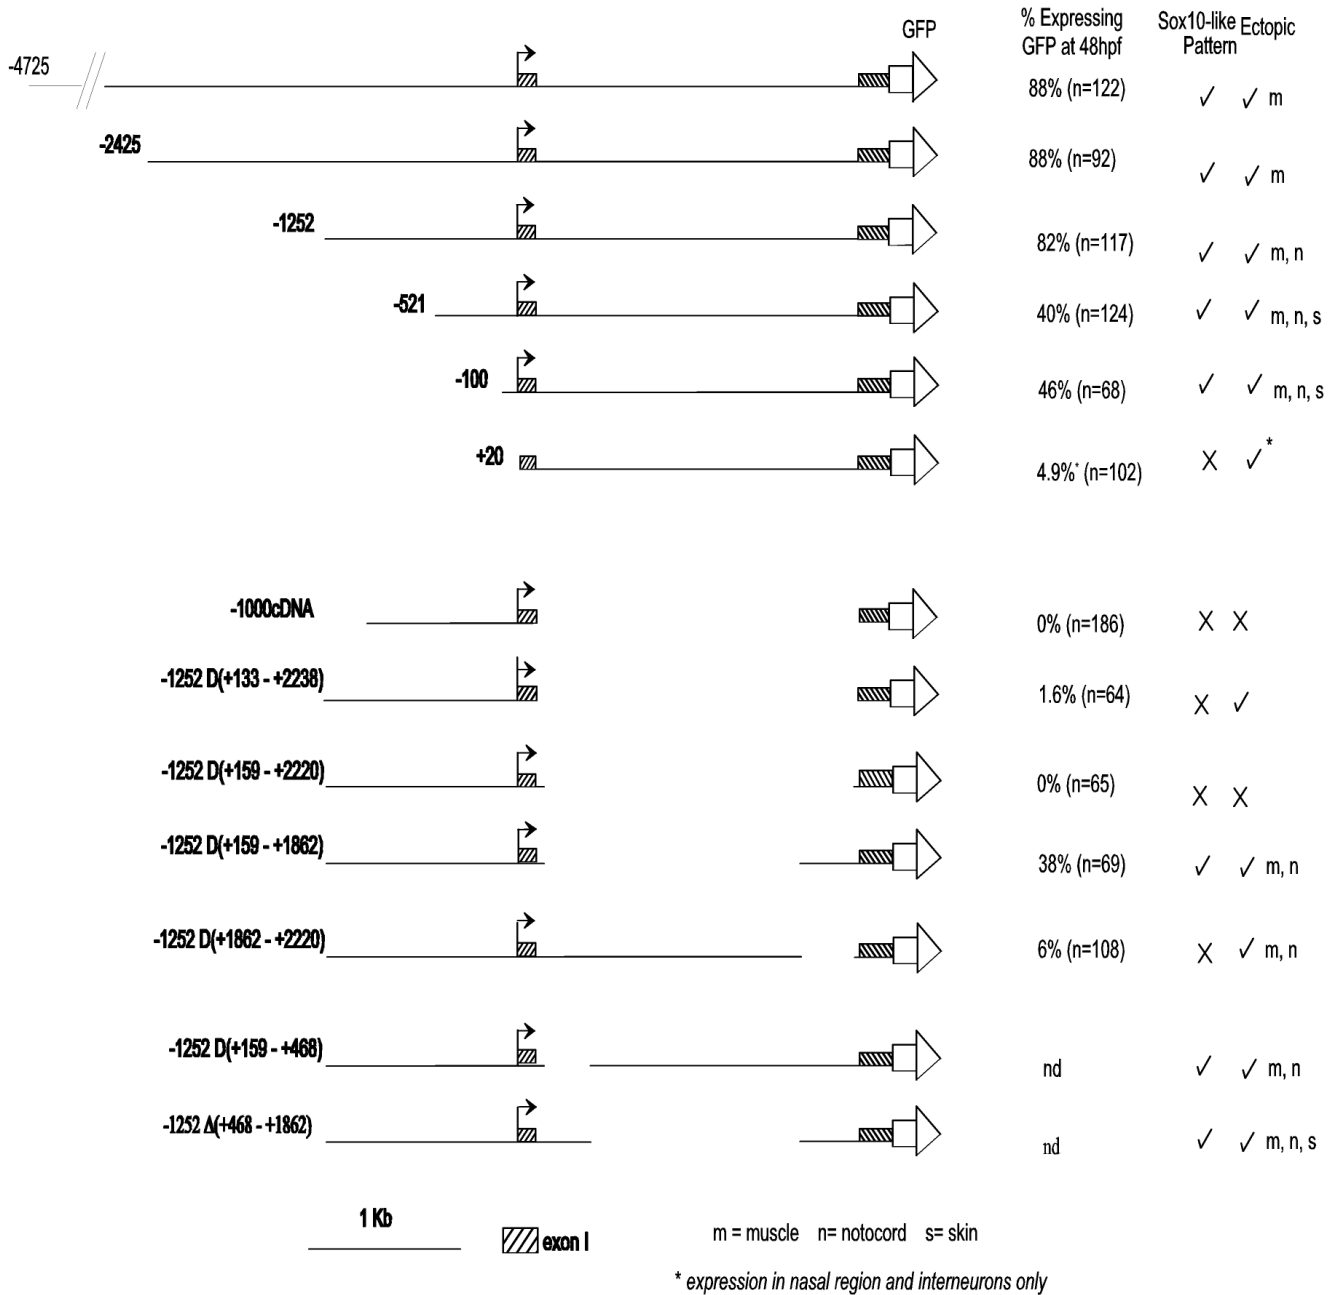 % Expressing GFP at 48hpf
Sox10-like Pattern
Ectopic
GFP
-4725
88% (n=122)
✓ ✓ m
-2425
88% (n=92)
✓ ✓ m
-1252
82% (n=117)
✓ ✓ m, n
-521
40% (n=124)
✓ ✓ m, n, s
-100
46% (n=68)
✓ ✓ m, n, s
+20
4.9%* (n=102)
X ✓*
-1000cDNA
0% (n=186)
X X
-1252 D(+133 - +2238)
1.6% (n=64)
X ✓
-1252 D(+159 - +2220)
0% (n=65)
X X
-1252 D(+159 - +1862)
38% (n=69)
✓ ✓ m, n
-1252 D(+1862 - +2220)
6% (n=108)
X ✓ m, n
-1252 D(+159 - +468)
nd
✓ ✓ m, n
-1252 Δ(+468 - +1862)
nd
✓ ✓ m, n, s
1 Kb
exon I
m = muscle n= notocord s= skin
* expression in nasal region and interneurons only